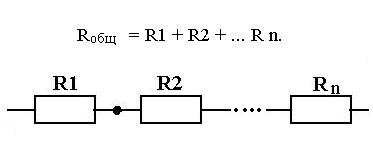 Rобщ = R1 + R2 + ... R n.
R1 R2 Rn